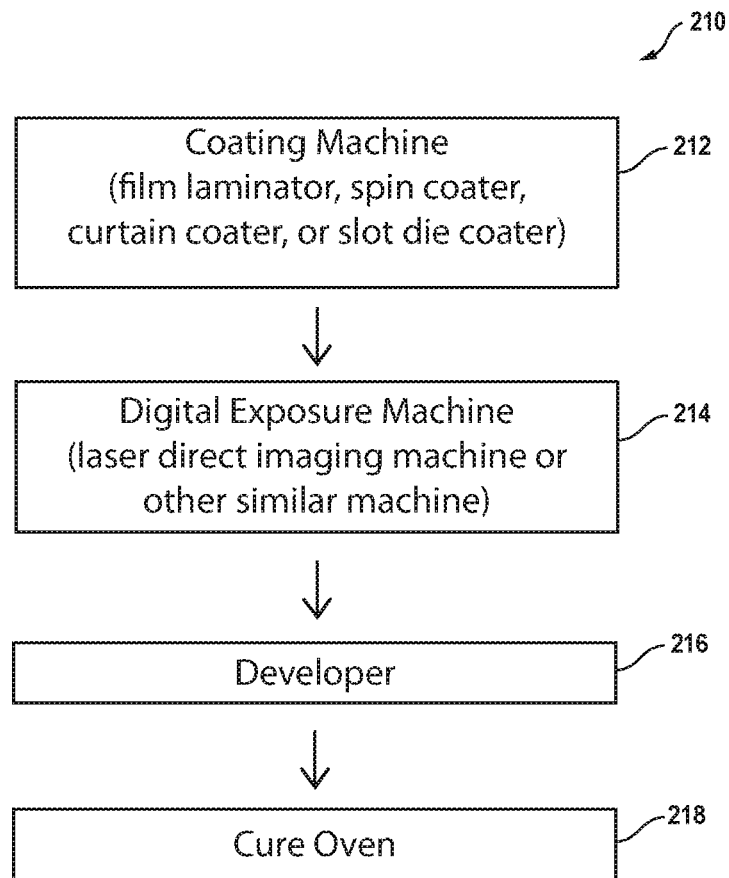 210
Coating Machine
(film laminator, spin coater,
curtain coater, or slot die coater)
212
Digital Exposure Machine
(laser direct imaging machine or
other similar machine)
214
Developer
216
Cure Oven
218